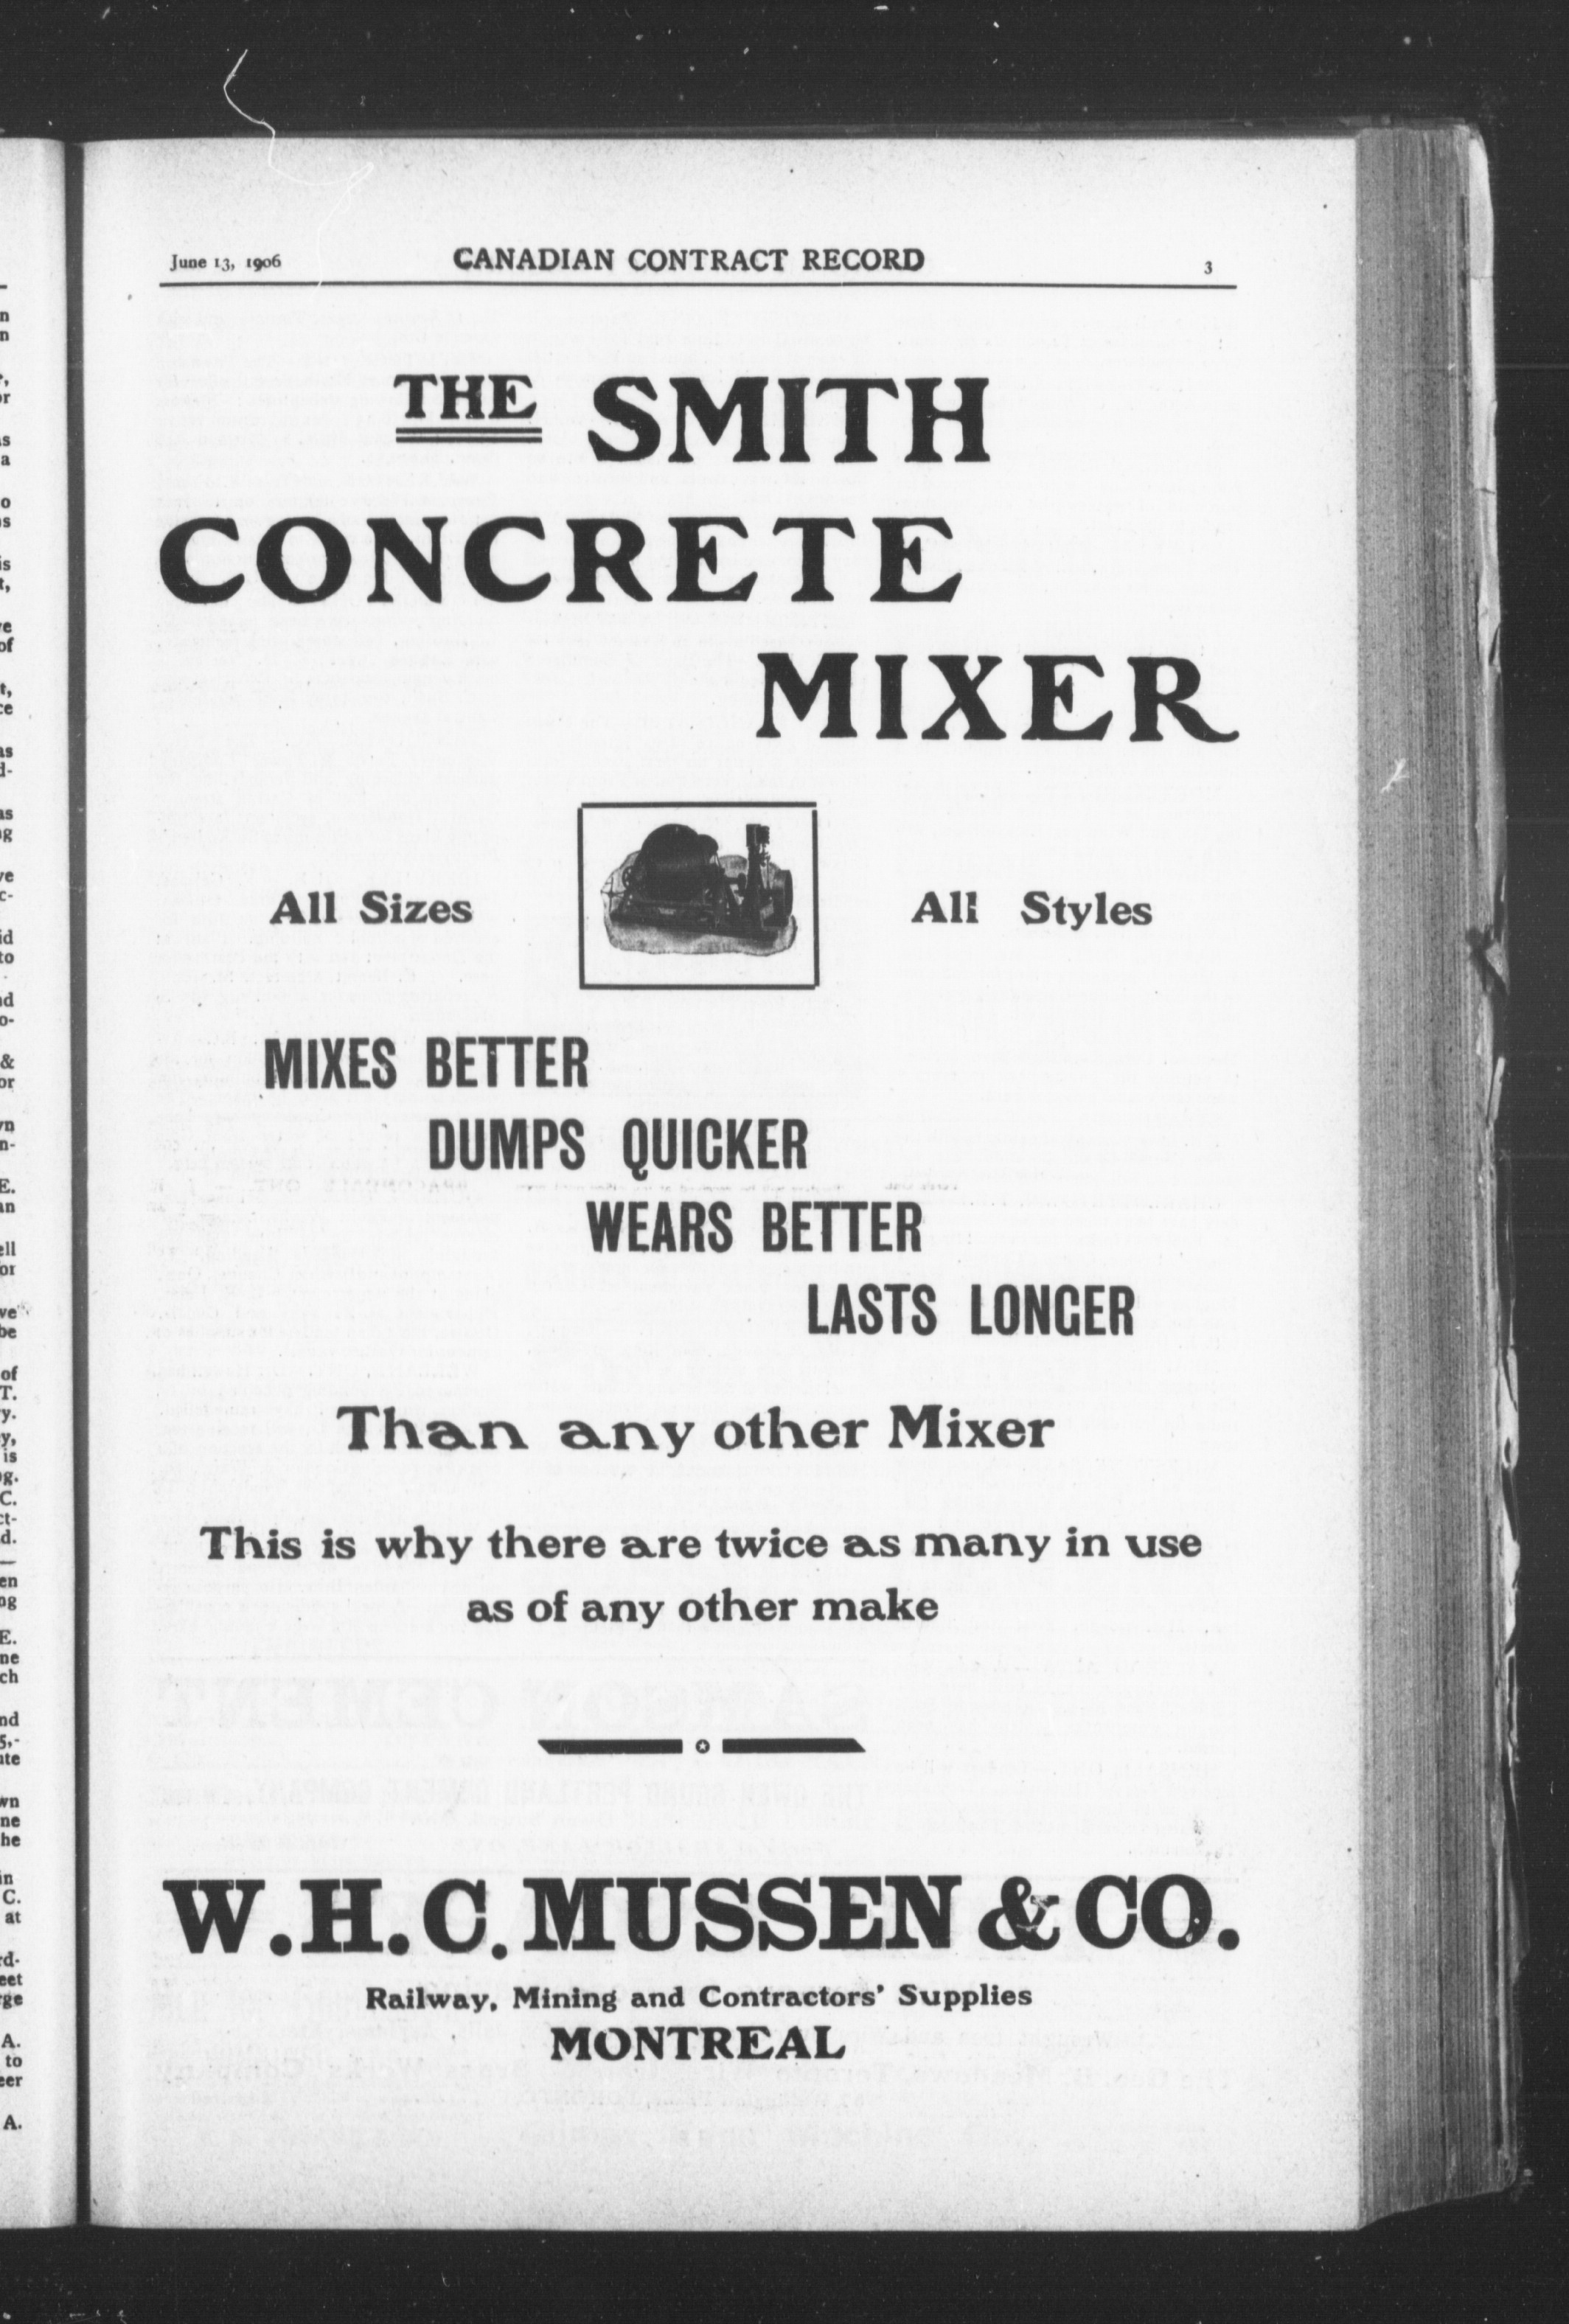 June 13, 1906 CANADIAN CONTRACT RECORD 3
THE SMITH
CONCRETE
MIXER
All Sizes All Styles
MIXES BETTER
DUMPS QUICKER
WEARS BETTER
LASTS LONGER
Than any other Mixer
This is why there are twice as many in use
as of any other make
W. H. C. MUSSEN & CO.
Railway, Mining and Contractors' Supplies
MONTREAL